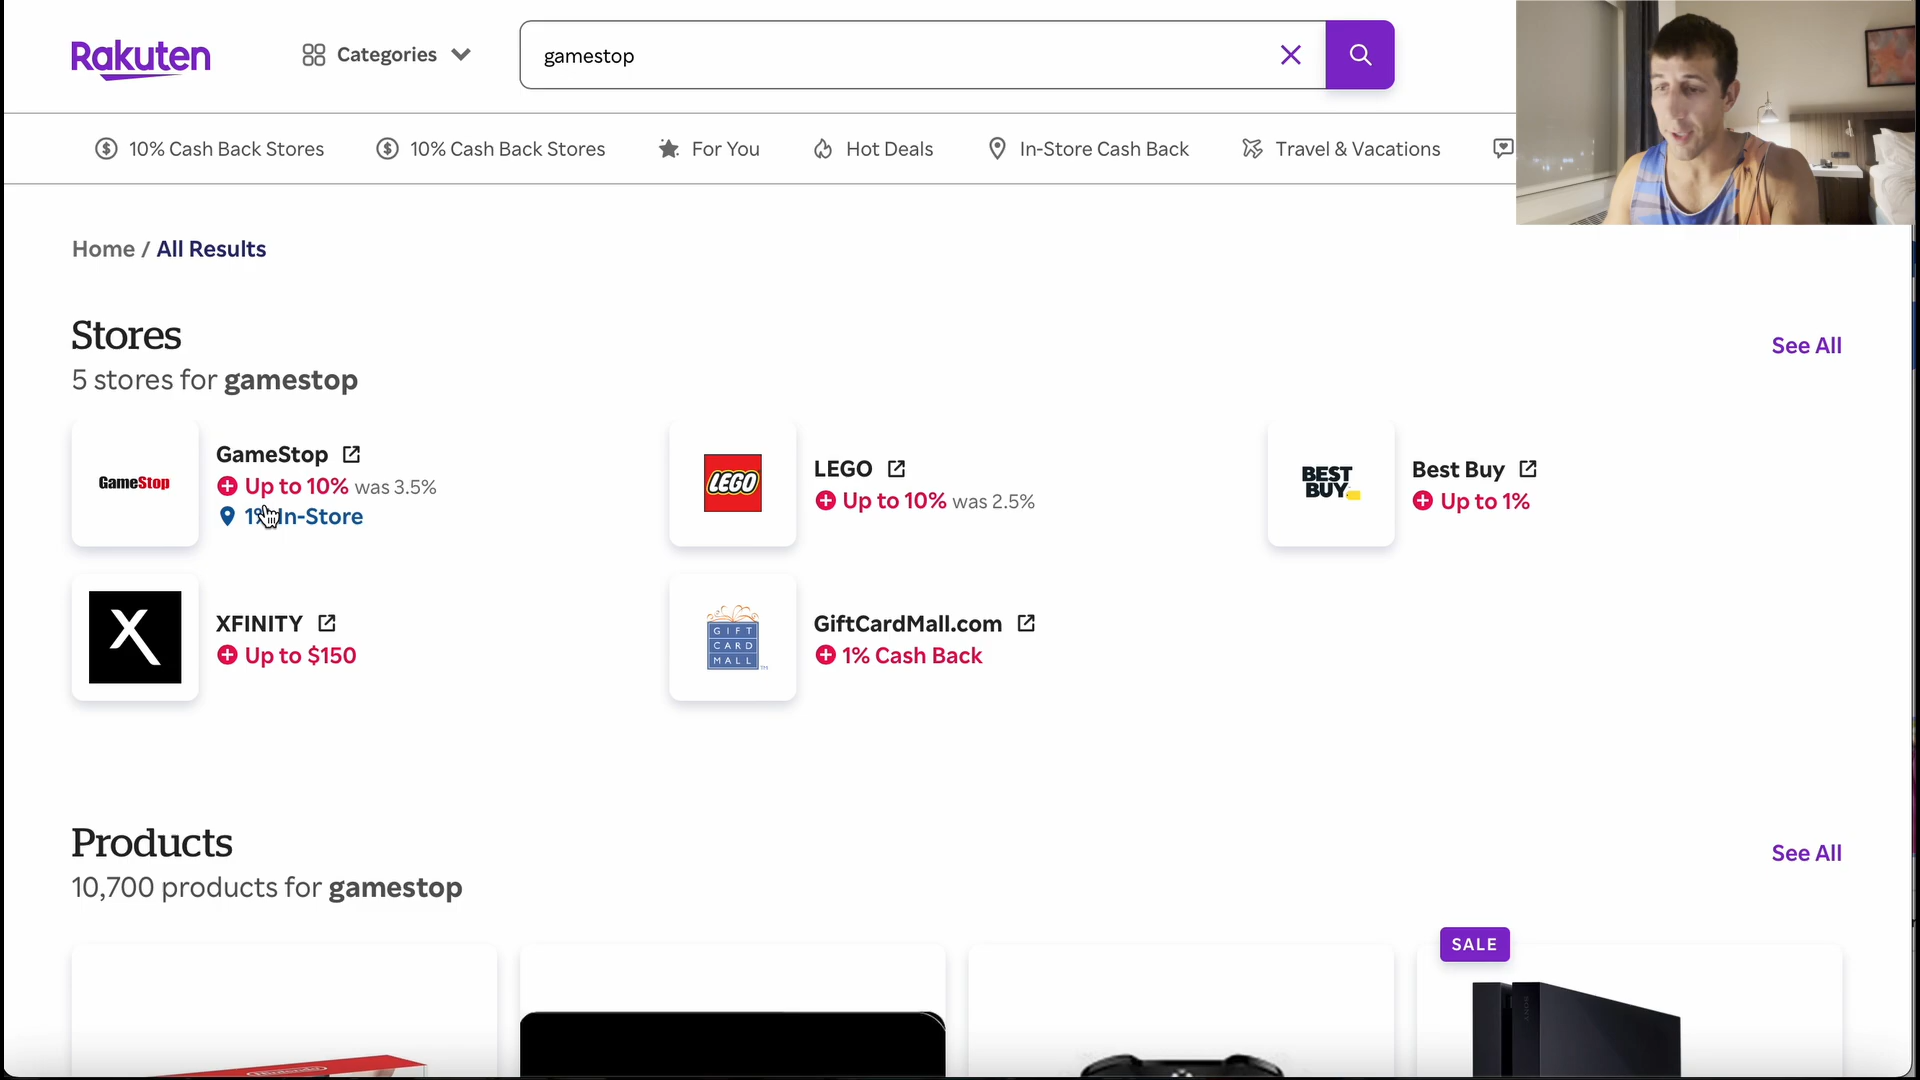 Rakuten
Categories
gamestop
10% Cash Back Stores
10% Cash Back Stores
For You
Hot Deals
In-Store Cash Back
Travel & Vacations
Home / All Results
Stores
See All
5 stores for gamestop
GameStop
GameStop
Up to 10% was 3.5%
1% In-Store
LEGO
LEGO
Up to 10% was 2.5%
BEST
BUY
Best Buy
Up to 1%
X
XFINITY
Up to $150
GIFT
CARD
MALL
GiftCardMall.com
1% Cash Back
Products
See All
10,700 products for gamestop
SALE
Nintendo